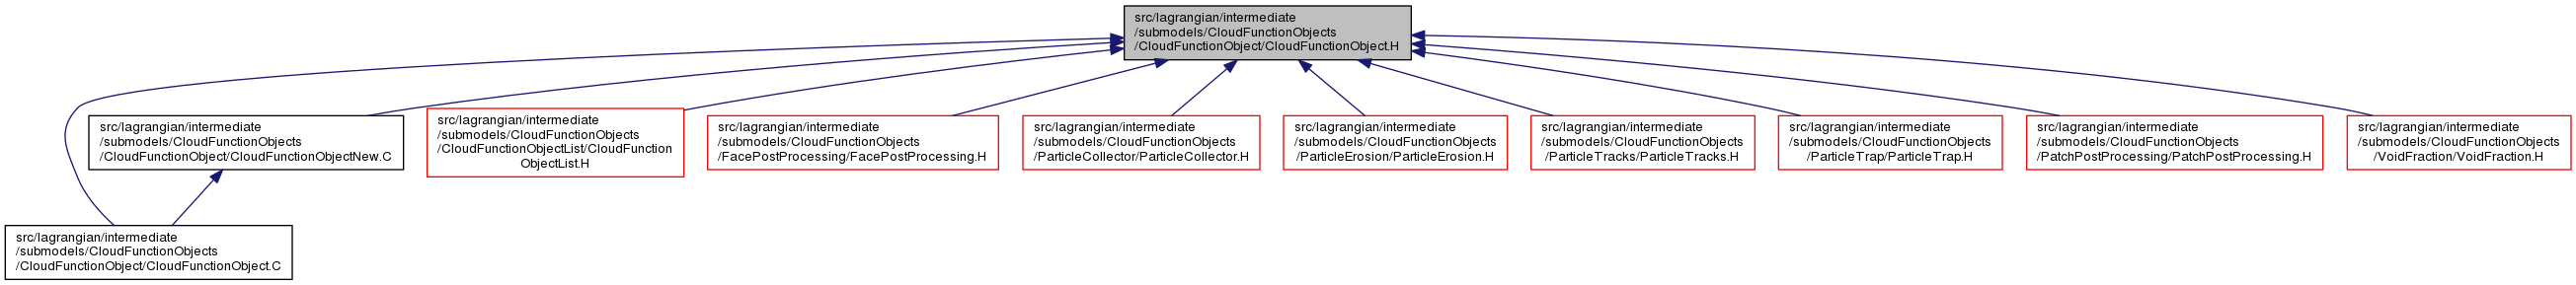 src/lagrangian/intermediate
/submodels/CloudFunctionObjects
/CloudFunctionObject/CloudFunctionObject.H
src/lagrangian/intermediate
/submodels/CloudFunctionObjects
/CloudFunctionObject/CloudFunctionObjectNew.C
src/lagrangian/intermediate
/submodels/CloudFunctionObjects
/CloudFunctionObjectList/CloudFunction
ObjectList.H
src/lagrangian/intermediate
/submodels/CloudFunctionObjects
/FacePostProcessing/FacePostProcessing.H
src/lagrangian/intermediate
/submodels/CloudFunctionObjects
/ParticleCollector/ParticleCollector.H
src/lagrangian/intermediate
/submodels/CloudFunctionObjects
/ParticleErosion/ParticleErosion.H
src/lagrangian/intermediate
/submodels/CloudFunctionObjects
/ParticleTracks/ParticleTracks.H
src/lagrangian/intermediate
/submodels/CloudFunctionObjects
/ParticleTrap/ParticleTrap.H
src/lagrangian/intermediate
/submodels/CloudFunctionObjects
/PatchPostProcessing/PatchPostProcessing.H
src/lagrangian/intermediate
/submodels/CloudFunctionObjects
/VoidFraction/VoidFraction.H
src/lagrangian/intermediate
/submodels/CloudFunctionObjects
/CloudFunctionObject/CloudFunctionObject.C